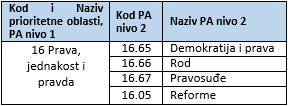 Kod i Naziv
prioritetne oblasti,
PA nivo 1
Kod PA
nivo 2
Naziv PA nivo 2
16 Prava,
jednakost i
pravda
16.65 Demokratija i prava
16.66 Rod
16.67 Pravosuđe
16.05 Reforme